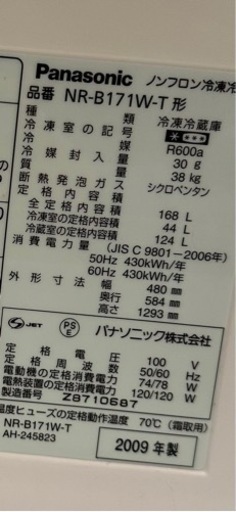 Panasonic ノンフロン冷凍冷
品番 NR-B171W-T 形
種類 冷凍冷蔵庫
冷凍室の記号
冷媒 R600a
冷媒封入量 30 g
質量 38 kg
断熱発泡ガス シクロペンタン
定格内容積
全定格内容積 168 L
冷凍室の定格内容積 44 L
冷蔵室の定格内容積 124 L
消費電力量 (JIS C 9801-2006年)
50Hz 430kWh/年
60Hz 430kWh/年
外形寸法 幅 480 mm
奥行 584 mm
高さ 1293 mm
S-JET PSE パナソニック株式会社
定格電圧 100 V
定格周波数 50/60 Hz
電動機の定格消費電力 74/78 W
電熱装置の定格消費電力 120/120 W
製造番号 Z8710587
温度ヒューズの定格動作温度 70℃ (霜取用)
NR-B171W-T
AH-245823
2009 年製